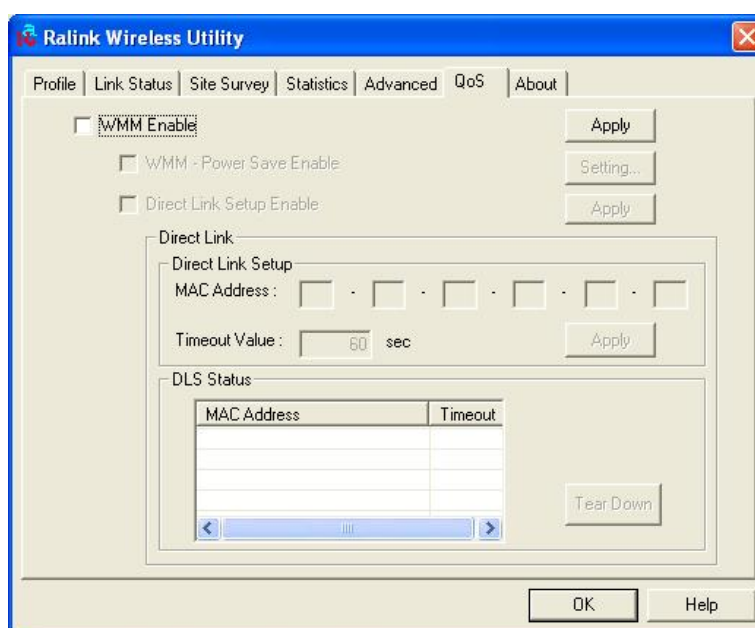 Ralink Wireless Utility
Profile Link Status Site Survey Statistics Advanced QoS About
WMM Enable Apply
WMM - Power Save Enable Setting...
Direct Link Setup Enable Apply
Direct Link
Direct Link Setup
MAC Address : - - - - -
Timeout Value : 60 sec Apply
DLS Status
MAC Address Timeout
Tear Down
OK Help